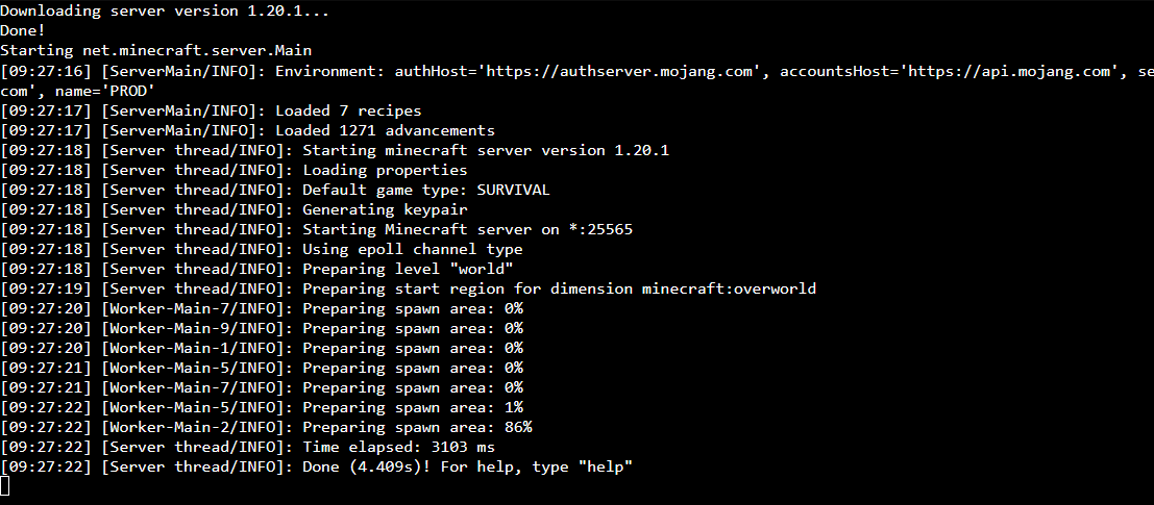 Downloading server version 1.20.1...
Done!
Starting net.minecraft.server.Main
[09:27:16] [ServerMain/INFO]: Environment: authHost='https://authserver.mojang.com', accountsHost='https://api.mojang.com', se
com', name='PROD'
[09:27:17] [ServerMain/INFO]: Loaded 7 recipes
[09:27:17] [ServerMain/INFO]: Loaded 1271 advancements
[09:27:18] [Server thread/INFO]: Starting minecraft server version 1.20.1
[09:27:18] [Server thread/INFO]: Loading properties
[09:27:18] [Server thread/INFO]: Default game type: SURVIVAL
[09:27:18] [Server thread/INFO]: Generating keypair
[09:27:18] [Server thread/INFO]: Starting Minecraft server on *:25565
[09:27:18] [Server thread/INFO]: Using epoll channel type
[09:27:18] [Server thread/INFO]: Preparing level "world"
[09:27:19] [Server thread/INFO]: Preparing start region for dimension minecraft:overworld
[09:27:20] [Worker-Main-7/INFO]: Preparing spawn area: 0%
[09:27:20] [Worker-Main-9/INFO]: Preparing spawn area: 0%
[09:27:20] [Worker-Main-1/INFO]: Preparing spawn area: 0%
[09:27:21] [Worker-Main-5/INFO]: Preparing spawn area: 0%
[09:27:21] [Worker-Main-7/INFO]: Preparing spawn area: 0%
[09:27:22] [Worker-Main-5/INFO]: Preparing spawn area: 1%
[09:27:22] [Worker-Main-2/INFO]: Preparing spawn area: 86%
[09:27:22] [Server thread/INFO]: Time elapsed: 3103 ms
[09:27:22] [Server thread/INFO]: Done (4.409s)! For help, type "help"